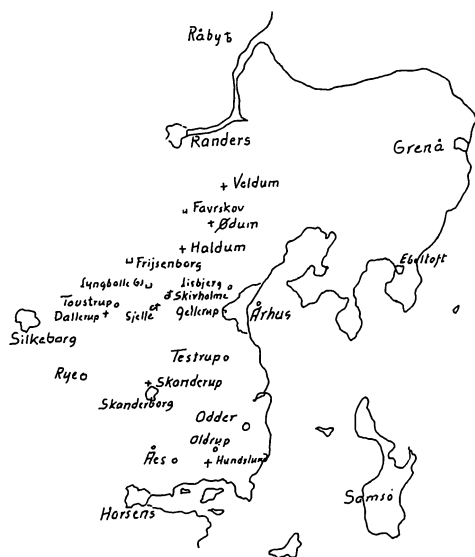 Råby
Randers
Grenå
Veldum
Favrskov
Ødum
Haldum
Frijsenborg
Ebeltoft
Lisbjerg
Skivholme
Toustrup
Dallerup
Sjelle
Gellerup
Århus
Silkeborg
Testrup
Rye
Skanderup
Skanderborg
Odder
Oldrup
Åes
Hundslund
Samsö
Horsens